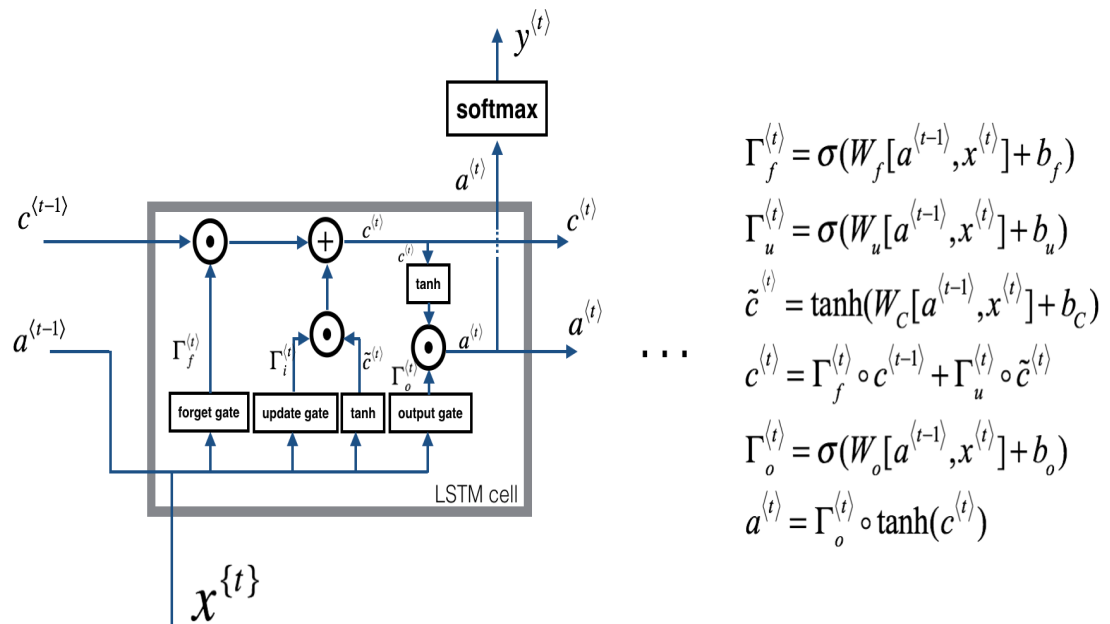 y⟨t⟩
softmax
a⟨t⟩
c⟨t-1⟩
c⟨t⟩
c⟨t⟩
c⟨t⟩
tanh
a⟨t-1⟩
Γf⟨t⟩
Γi⟨t⟩
c̃⟨t⟩
Γo⟨t⟩
a⟨t⟩
a⟨t⟩
forget gate
update gate
tanh
output gate
LSTM cell
x{t}
...
Γf⟨t⟩ = σ(Wf[a⟨t-1⟩, x⟨t⟩] + bf)
Γu⟨t⟩ = σ(Wu[a⟨t-1⟩, x⟨t⟩] + bu)
c̃⟨t⟩ = tanh(WC[a⟨t-1⟩, x⟨t⟩] + bC)
c⟨t⟩ = Γf⟨t⟩ ∘ c⟨t-1⟩ + Γu⟨t⟩ ∘ c̃⟨t⟩
Γo⟨t⟩ = σ(Wo[a⟨t-1⟩, x⟨t⟩] + bo)
a⟨t⟩ = Γo⟨t⟩ ∘ tanh(c⟨t⟩)